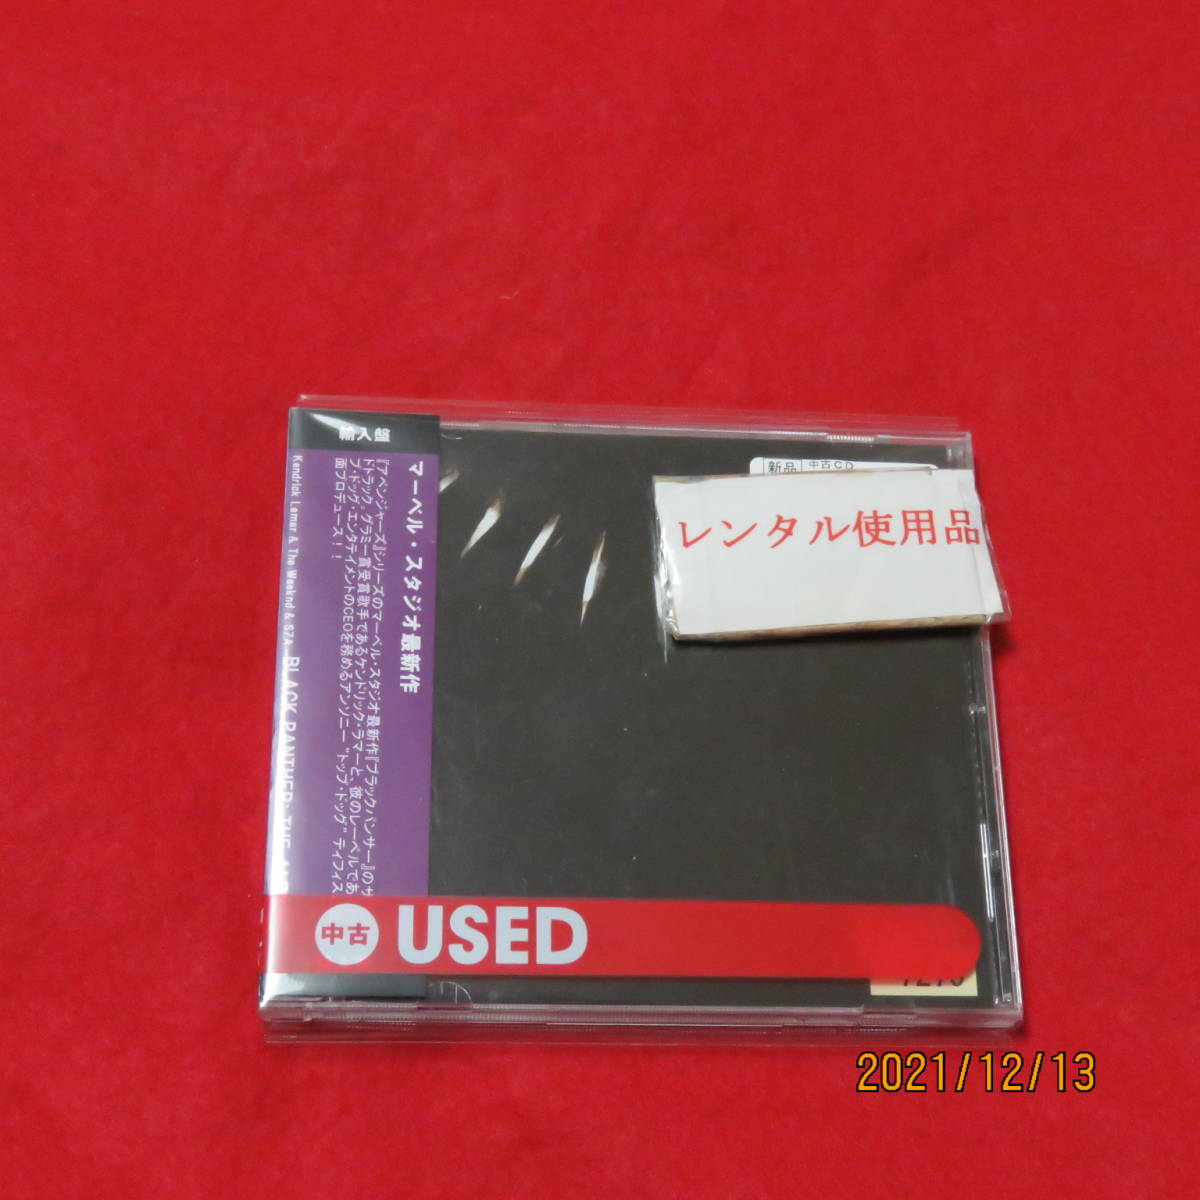 輸入盤
マーベル・スタジオ最新作
『アベンジャーズ』シリーズのマーベル・スタジオ最新作『ブラックパンサー』のサ
ドトラック。グラミー賞受賞歌手であるケンドリック・ラマーと、彼のレーベルであ
プ・ドッグ・エンタテイメントのCEOを務めるアンソニー "トップ・ドッグ" ティフィス
面プロデュース！！
Kendrick Lamar & The Weeknd & SZA BLACK PANTHER: THE
新品 中古CD
レンタル使用品
中古 USED
2021/12/13